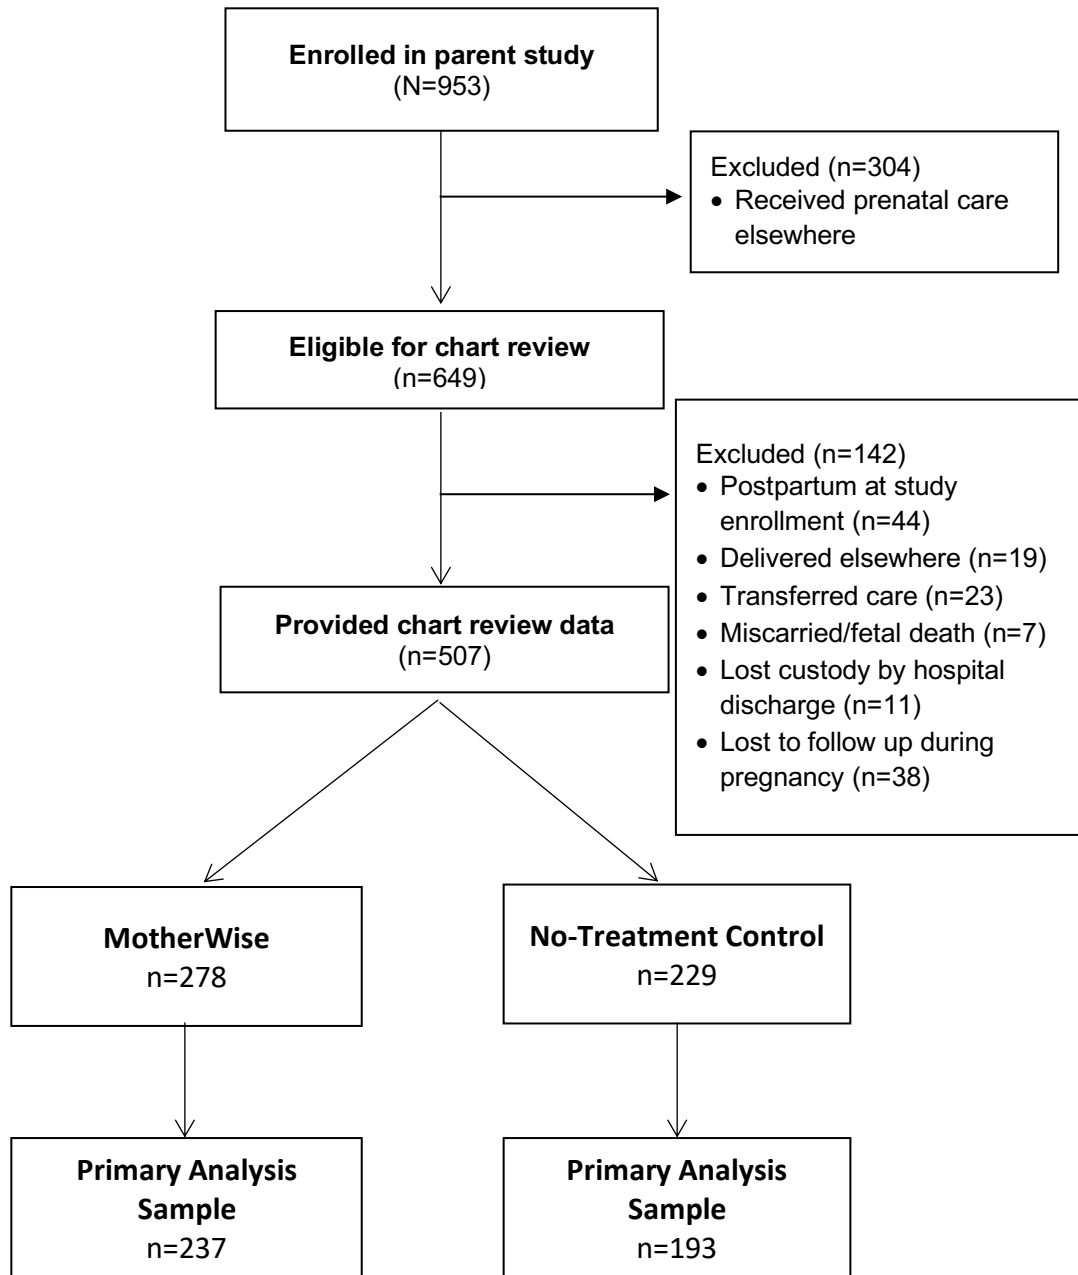 Enrolled in parent study
(N=953)
Excluded (n=304)
• Received prenatal care
elsewhere
Eligible for chart review
(n=649)
Excluded (n=142)
• Postpartum at study
enrollment (n=44)
• Delivered elsewhere (n=19)
• Transferred care (n=23)
• Miscarried/fetal death (n=7)
• Lost custody by hospital
discharge (n=11)
• Lost to follow up during
pregnancy (n=38)
Provided chart review data
(n=507)
MotherWise
n=278
No-Treatment Control
n=229
Primary Analysis
Sample
n=237
Primary Analysis
Sample
n=193